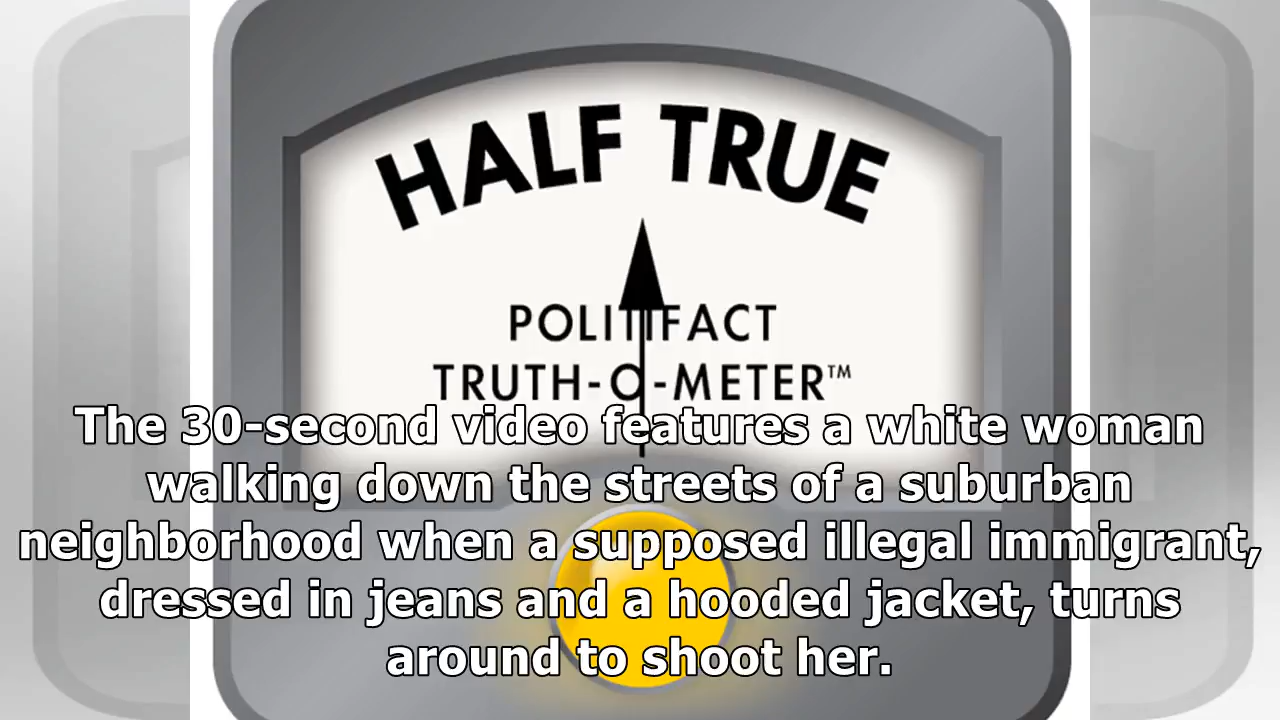 HALF TRUE
POLITIFACT
TRUTH-O-METER™
The 30-second video features a white woman
walking down the streets of a suburban
neighborhood when a supposed illegal immigrant,
dressed in jeans and a hooded jacket, turns
around to shoot her.